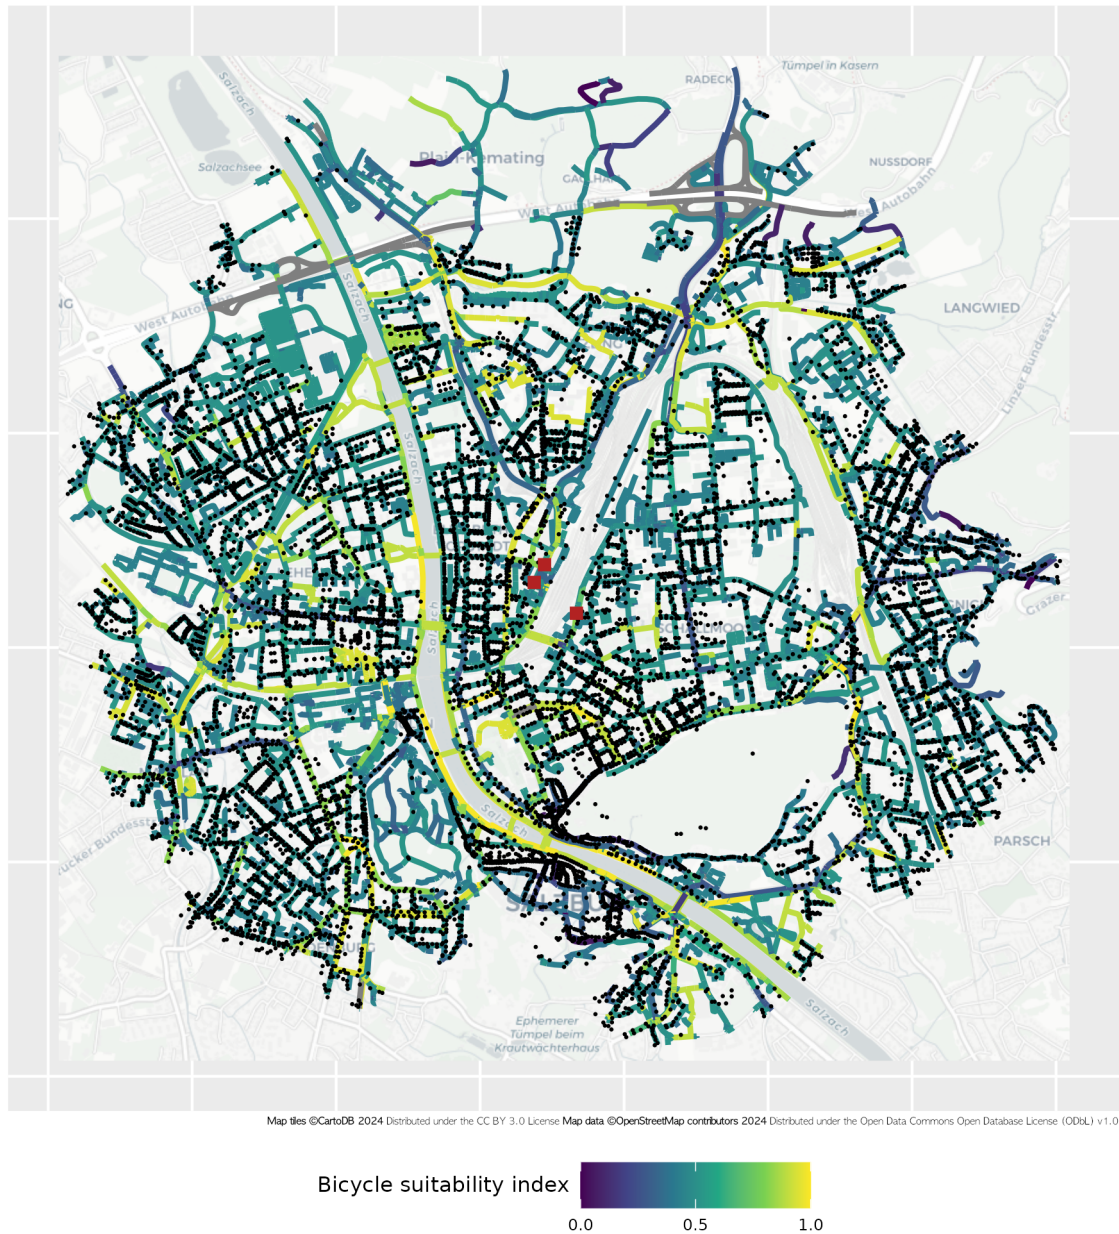 RADECK
Tümpel in Kasern
Salzach
Salzachsee
Plain-Kemating
NUSSDORF
West Autobahn
West Autobahn
Salzach
LANGWIED
West Autobahn
Linzer Bundesstr.
Salzach
Salzach
PARSCH
Salzach
Salzach
Ephemerer
Tümpel beim
Krautwächterhaus
Map tiles ©CartoDB 2024 Distributed under the CC BY 3.0 License Map data ©OpenStreetMap contributors 2024 Distributed under the Open Data Commons Open Database License (ODbL) v1.0
Bicycle suitability index
0.0
0.5
1.0